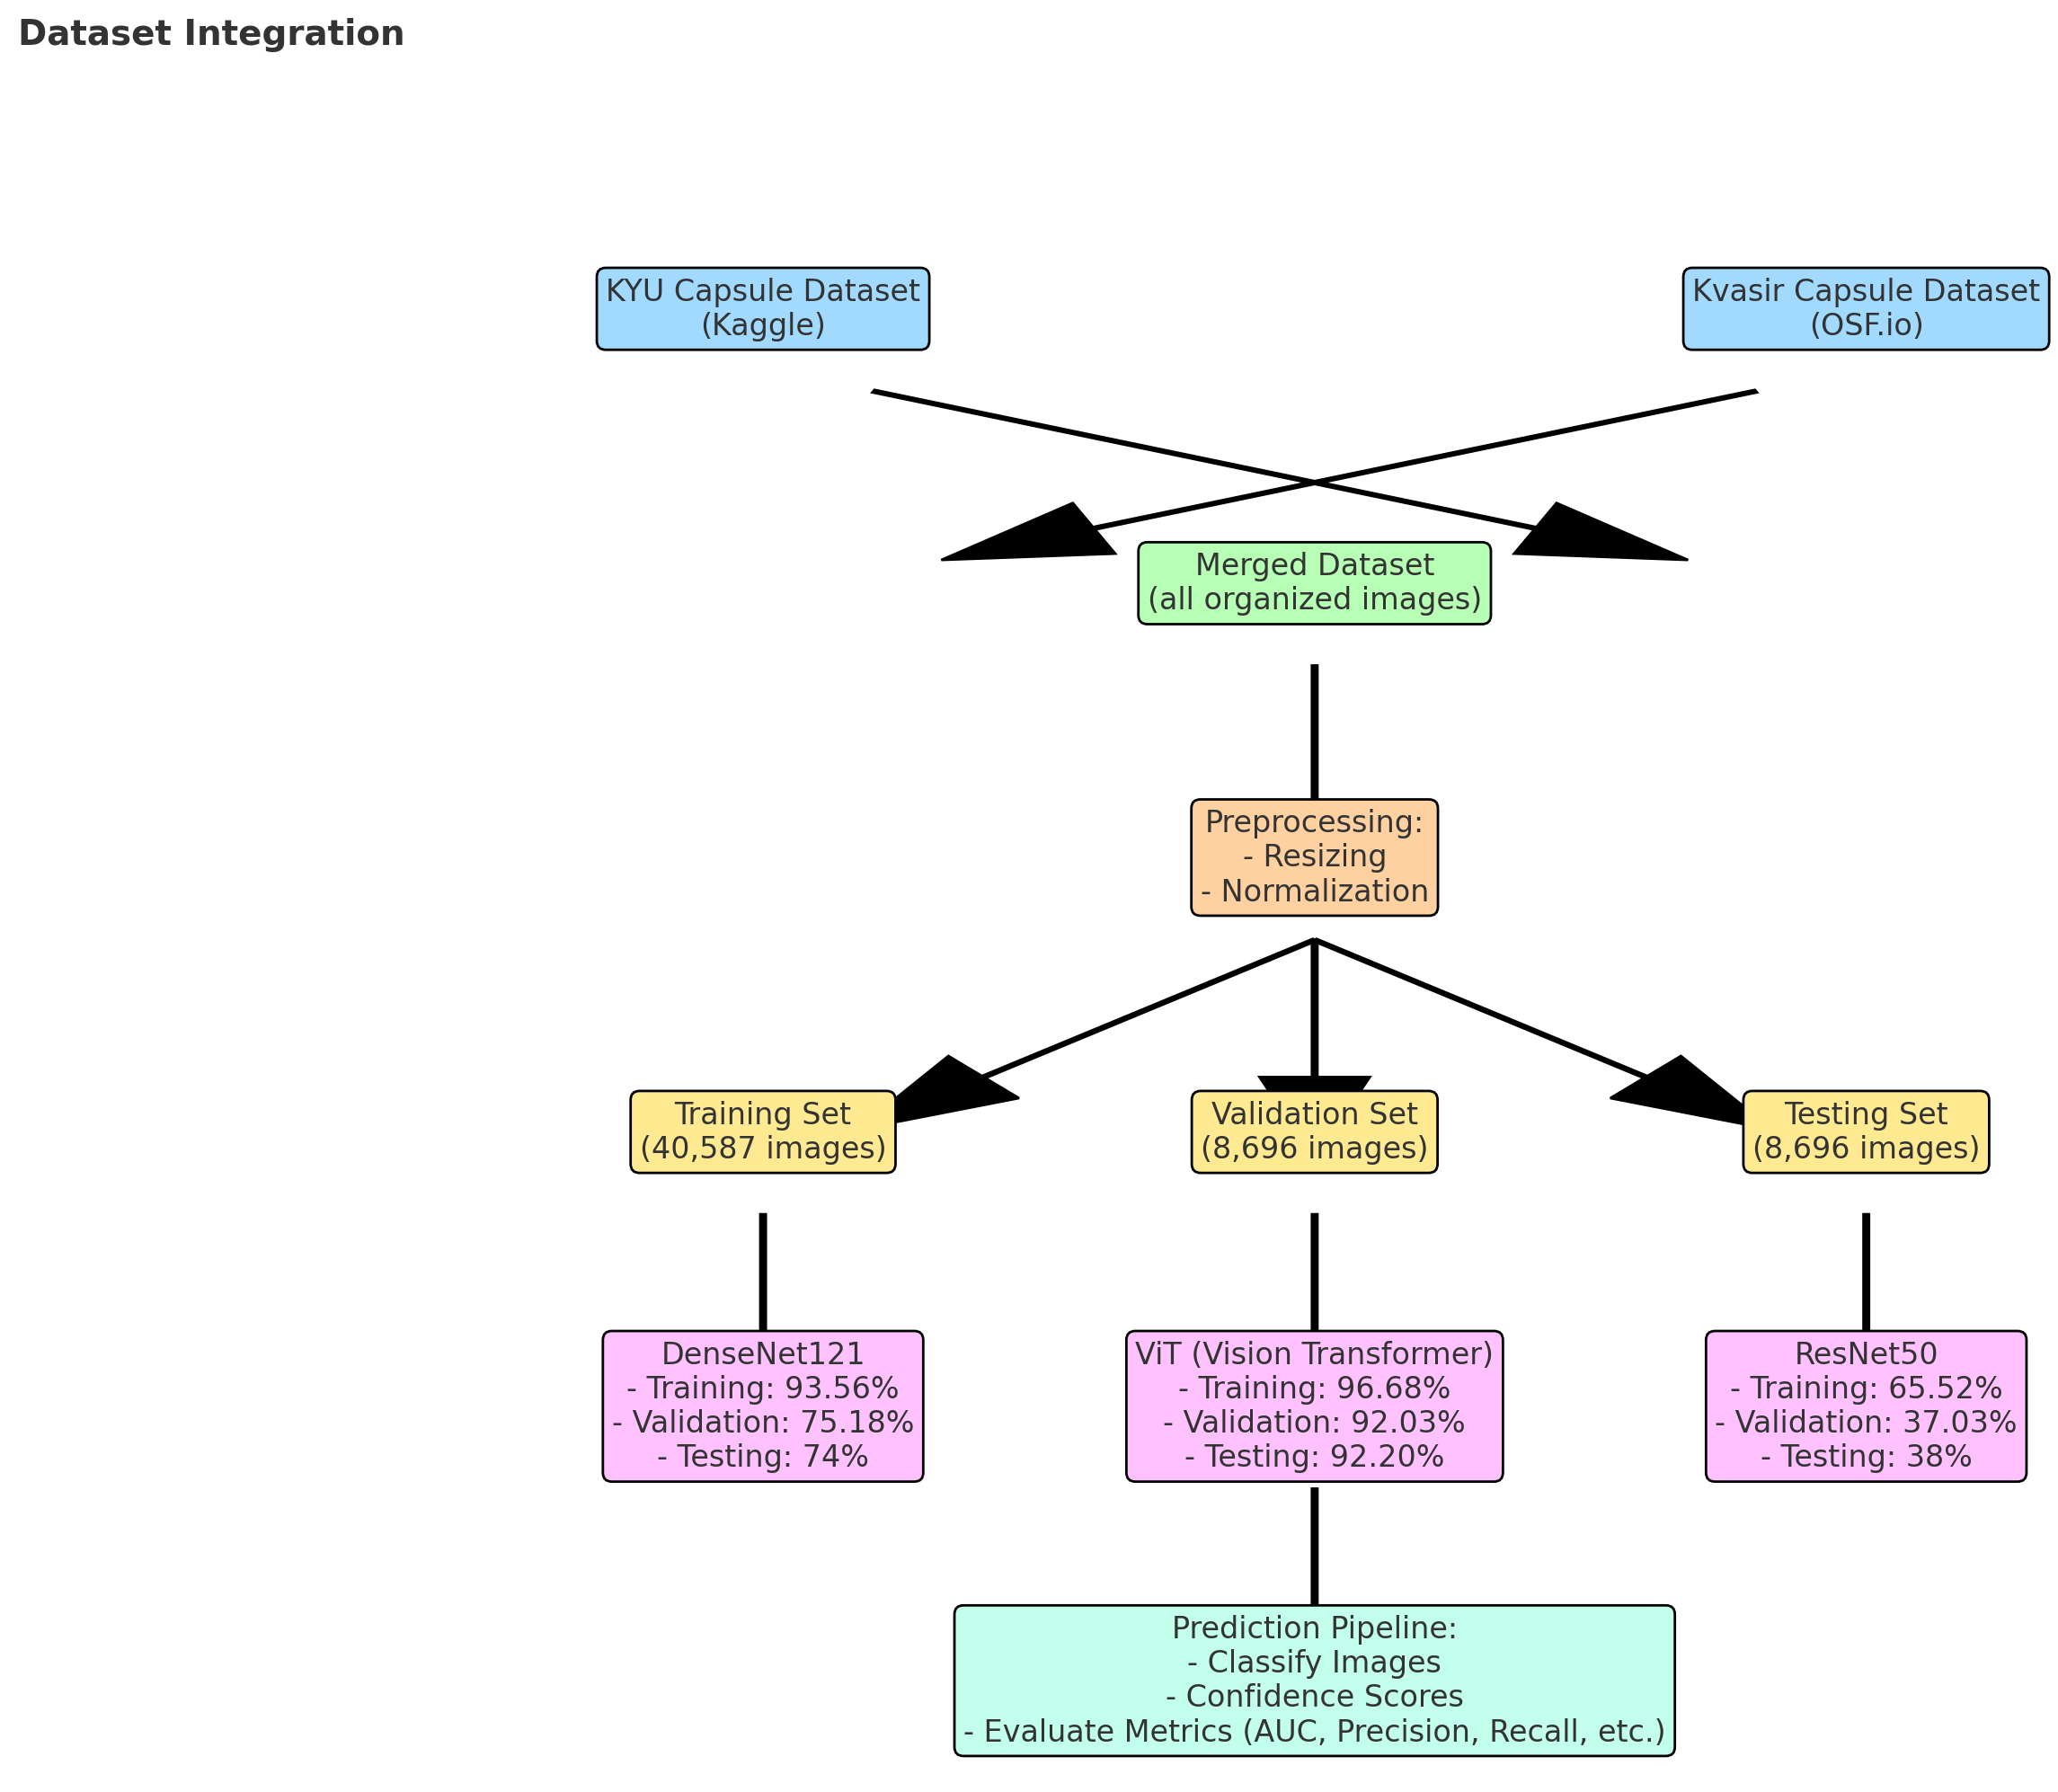 Dataset Integration
KYU Capsule Dataset
(Kaggle)
Kvasir Capsule Dataset
(OSF.io)
Merged Dataset
(all organized images)
Preprocessing:
- Resizing
- Normalization
Training Set
(40,587 images)
Validation Set
(8,696 images)
Testing Set
(8,696 images)
DenseNet121
- Training: 93.56%
- Validation: 75.18%
- Testing: 74%
ViT (Vision Transformer)
- Training: 96.68%
- Validation: 92.03%
- Testing: 92.20%
ResNet50
- Training: 65.52%
- Validation: 37.03%
- Testing: 38%
Prediction Pipeline:
- Classify Images
- Confidence Scores
- Evaluate Metrics (AUC, Precision, Recall, etc.)